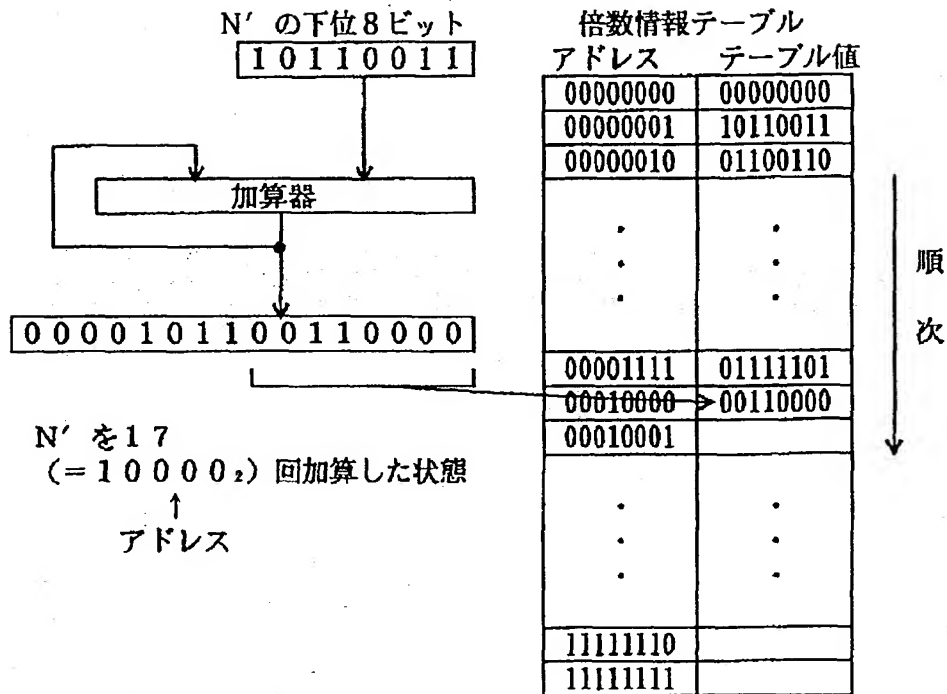 N′ の下位8ビット
10110011
加算器
0000101100110000
N′ を17
(=10000₂) 回加算した状態
↑
アドレス
倍数情報テーブル
アドレス テーブル値
00000000 00000000
00000001 10110011
00000010 01100110
00001111 01111101
00010000 00110000
00010001
11111110
11111111
順次